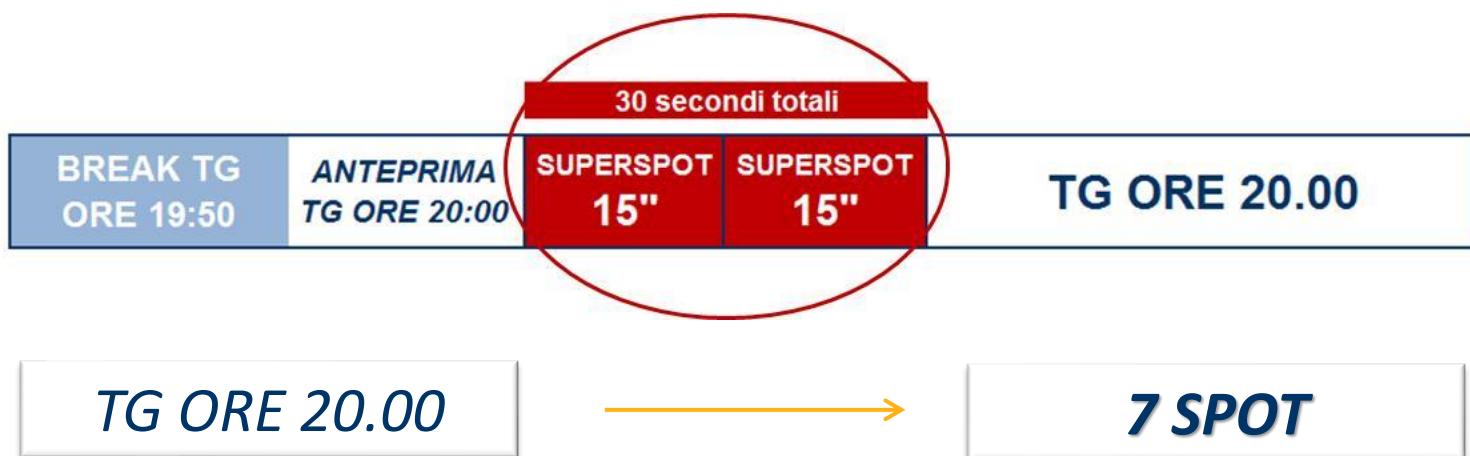 30 secondi totali
BREAK TG
ORE 19:50
ANTEPRIMA
TG ORE 20:00
SUPERSPOT
15"
SUPERSPOT
15"
TG ORE 20.00
TG ORE 20.00
7 SPOT